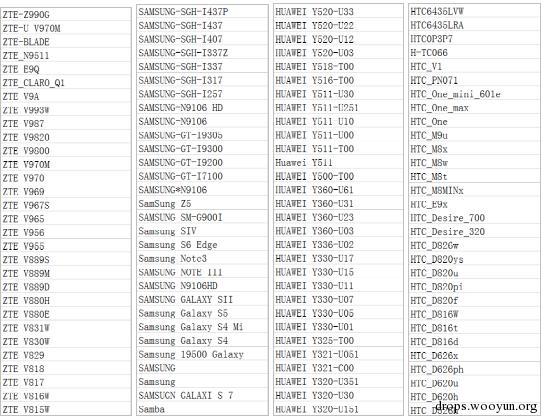 ZTE-Z990G
ZTE-U V970M
ZTE-BLADE
ZTE_N9511
ZTE E9Q
ZTE_CLARO_Q1
ZTE V9A
ZTE V993W
ZTE V987
ZTE V9820
ZTE V9800
ZTE V970M
ZTE V970
ZTE V969
ZTE V967S
ZTE V965
ZTE V956
ZTE V955
ZTE V889S
ZTE V889M
ZTE V889D
ZTE V880H
ZTE V880E
ZTE V831W
ZTE V830W
ZTE V829
ZTE V818
ZTE V817
ZTE V816W
ZTE V815W
SAMSUNG-SGH-I437P
SAMSUNG-SGH-I437
SAMSUNG-SGH-I407
SAMSUNG-SGH-I337Z
SAMSUNG-SGH-I337
SAMSUNG-SGH-I317
SAMSUNG-SGH-I257
SAMSUNG-N9106 HD
SAMSUNG-N9106
SAMSUNG-GT-I9305
SAMSUNG-GT-I9300
SAMSUNG-GT-I9200
SAMSUNG-GT-I7100
SAMSUNG*N9106
SamSung Z5
SAMSUNG SM-G900I
Samsung SIV
Samsung S6 Edge
Samsung Note3
SAMSUNG NOTE III
SAMSUNG N9106HD
SAMSUNG GALAXY SII
Samsung Galaxy S5
Samsung Galaxy S4 Mi
Samsung Galaxy S4
Samsung I9500 Galaxy
SAMSUNG
Samsung
SAMSUCN GALAXI S 7
Samba
HUAWEI Y520-U33
HUAWEI Y520-U22
HUAWEI Y520-U12
HUAWEI Y520-U03
HUAWEI Y518-T00
HUAWEI Y516-T00
HUAWEI Y511-U30
HUAWEI Y511-U251
HUAWEI Y511-U10
HUAWEI Y511-U00
HUAWEI Y511-T00
Huawei Y511
HUAWEI Y500-T00
HUAWEI Y360-U61
HUAWEI Y360-U31
HUAWEI Y360-U23
HUAWEI Y360-U03
HUAWEI Y336-U02
HUAWEI Y330-U17
HUAWEI Y330-U15
HUAWEI Y330-U11
HUAWEI Y330-U07
HUAWEI Y330-U05
HUAWEI Y330-U01
HUAWEI Y325-T00
HUAWEI Y321-U051
HUAWEI Y321-C00
HUAWEI Y320-U351
HUAWEI Y320-U30
HUAWEI Y320-U151
HTC6435LVW
HTC6435LRA
HTC0P3P7
H-TC066
HTC_V1
HTC_PN071
HTC_One_mini_601e
HTC_One_max
HTC_One
HTC_M9u
HTC_M8x
HTC_M8w
HTC_M8t
HTC_M8MINx
HTC_E9x
HTC_Desire_700
HTC_Desire_320
HTC_D826w
HTC_D820ys
HTC_D820u
HTC_D820pi
HTC_D820f
HTC_D816W
HTC_D816t
HTC_D816d
HTC_D626x
HTC_D626ph
HTC_D620u
HTC_D620h
drops.wooyun.org